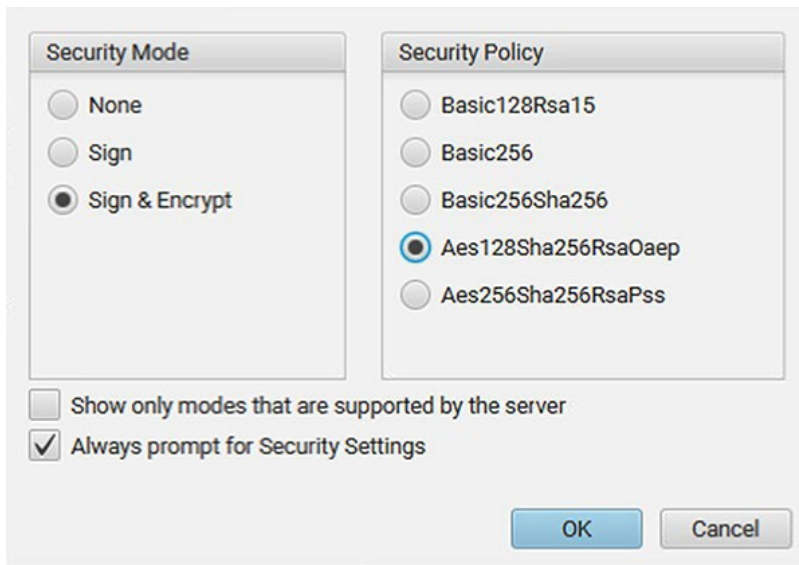 Security Mode
None
Sign
Sign & Encrypt
Security Policy
Basic128Rsa15
Basic256
Basic256Sha256
Aes128Sha256RsaOaep
Aes256Sha256RsaPss
Show only modes that are supported by the server
Always prompt for Security Settings
OK
Cancel